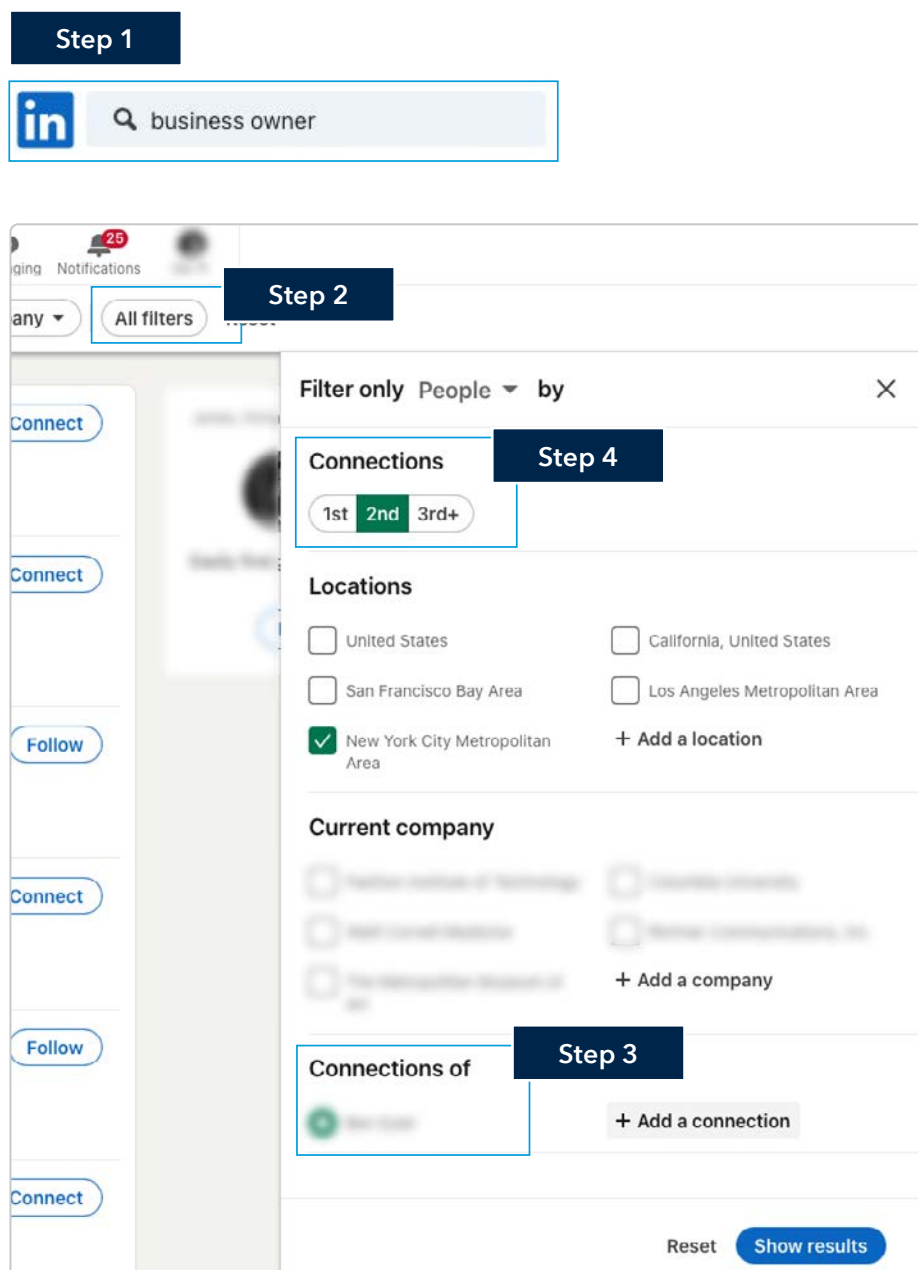 Step 1
in business owner
25
ging Notifications
Step 2
any All filters
Filter only People by
Connect
Step 4
Connections
1st 2nd 3rd+
Connect
Locations
United States California, United States
San Francisco Bay Area Los Angeles Metropolitan Area
Follow
New York City Metropolitan Area + Add a location
Current company
Connect
+ Add a company
Step 3
Follow
Connections of
+ Add a connection
Connect
Reset Show results